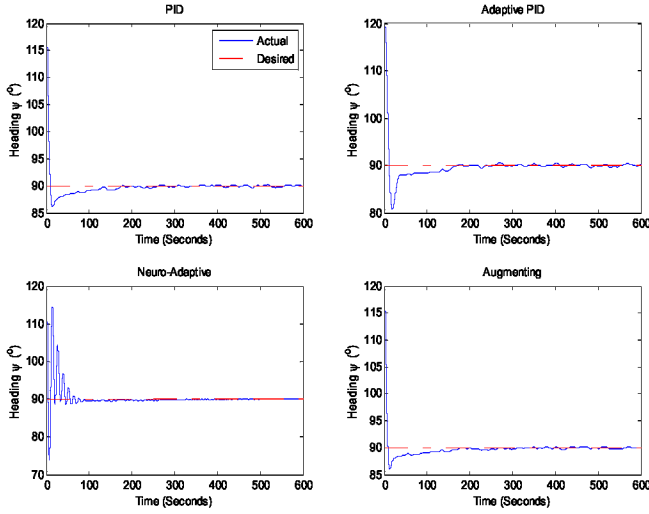 PID
Adaptive PID
120
115
110
105
100
95
90
85
Heading ψ (°)
Actual
Desired
0 100 200 300 400 500 600
Time (Seconds)
120
110
100
90
80
Heading ψ (°)
0 100 200 300 400 500 600
Time (Seconds)
Neuro-Adaptive
Augmenting
120
110
100
90
80
70
Heading ψ (°)
0 100 200 300 400 500 600
Time (Seconds)
120
115
110
105
100
95
90
85
Heading ψ (°)
0 100 200 300 400 500 600
Time (Seconds)